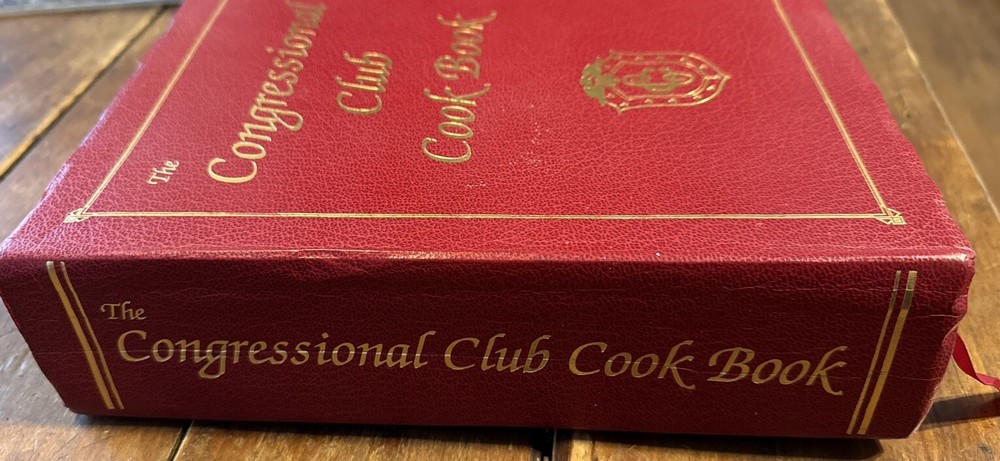 The
Congressional
Club
Cook Book
The
Congressional Club Cook Book